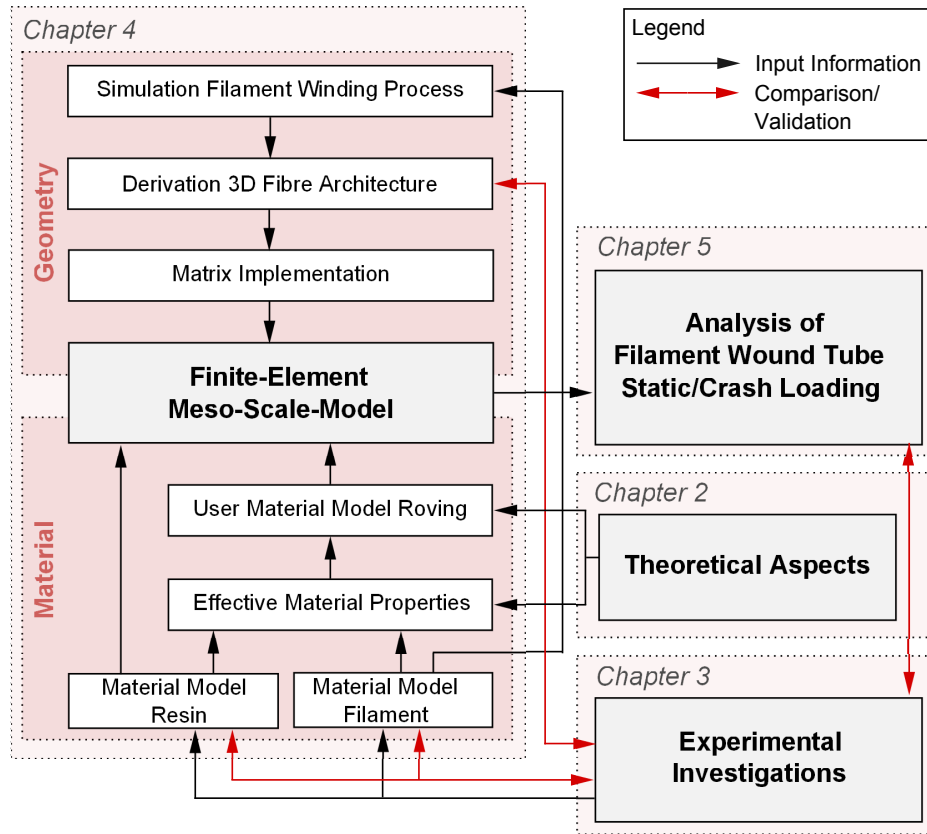 Chapter 4
Geometry
Simulation Filament Winding Process
Derivation 3D Fibre Architecture
Matrix Implementation
Finite-Element
Meso-Scale-Model
Material
User Material Model Roving
Effective Material Properties
Material Model
Resin
Material Model
Filament
Legend
Input Information
Comparison/
Validation
Chapter 5
Analysis of
Filament Wound Tube
Static/Crash Loading
Chapter 2
Theoretical Aspects
Chapter 3
Experimental
Investigations